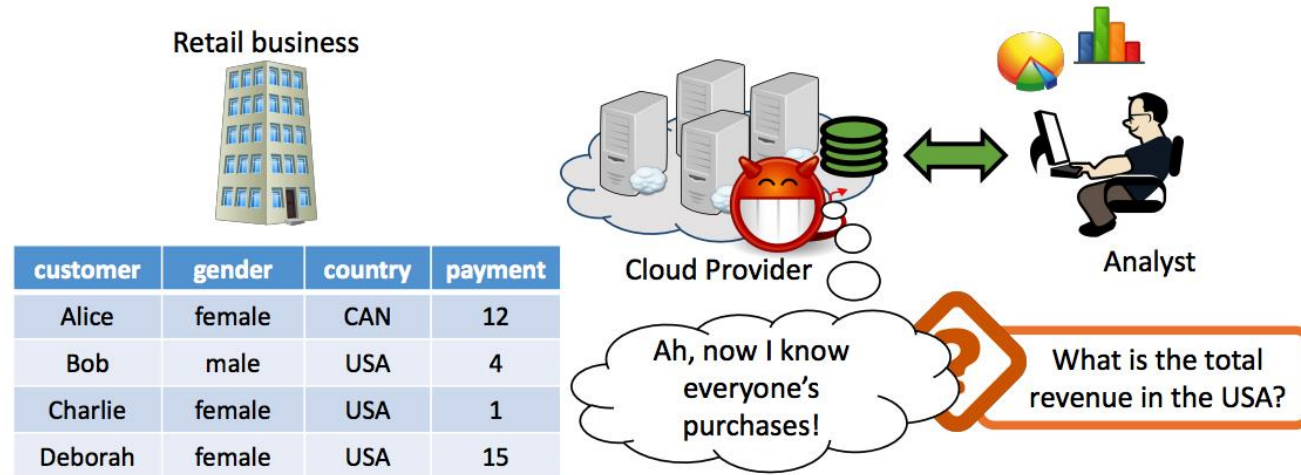 Retail business
customer gender country payment
Alice female CAN 12
Bob male USA 4
Charlie female USA 1
Deborah female USA 15
Cloud Provider
Analyst
Ah, now I know
everyone's
purchases!
?
What is the total
revenue in the USA?